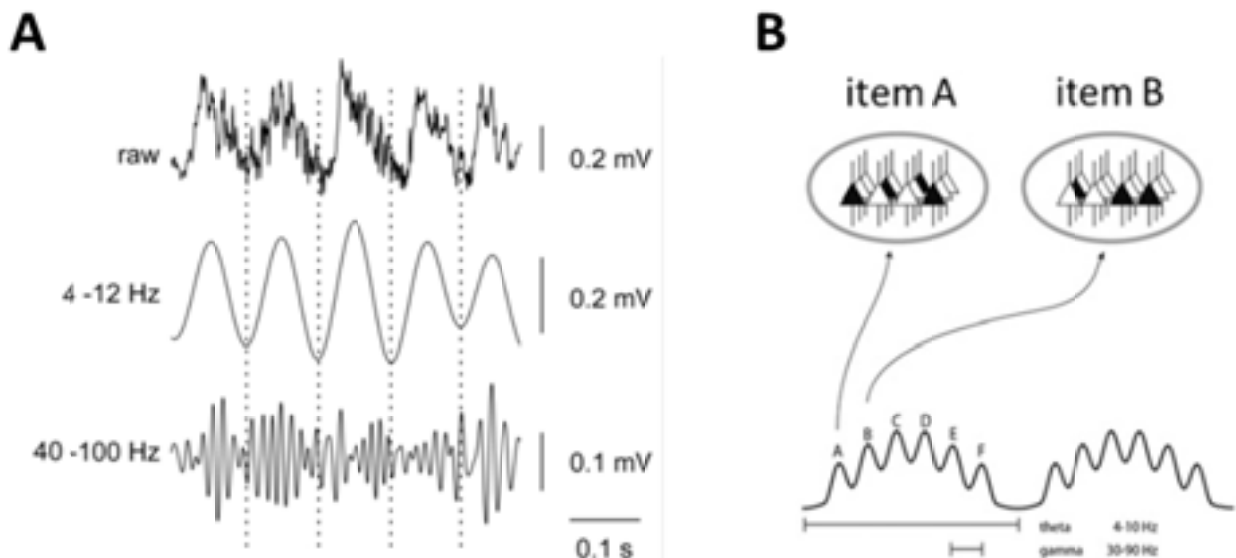 A
raw
0.2 mV
4 -12 Hz
0.2 mV
40 -100 Hz
0.1 mV
0.1 s
B
item A
item B
A B C D E F
theta 4-10 Hz
gamma 30-90 Hz